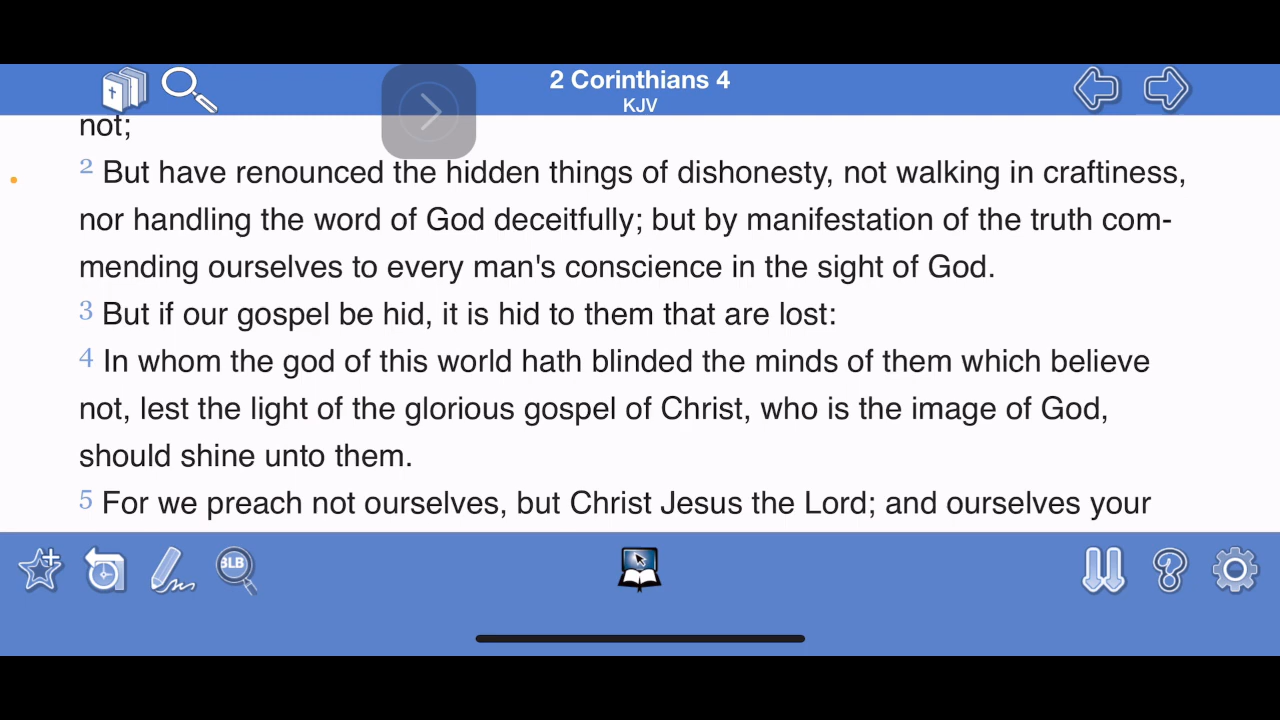 2 Corinthians 4
KJV
not;
2 But have renounced the hidden things of dishonesty, not walking in craftiness,
nor handling the word of God deceitfully; but by manifestation of the truth com-
mending ourselves to every man's conscience in the sight of God.
3 But if our gospel be hid, it is hid to them that are lost:
4 In whom the god of this world hath blinded the minds of them which believe
not, lest the light of the glorious gospel of Christ, who is the image of God,
should shine unto them.
5 For we preach not ourselves, but Christ Jesus the Lord; and ourselves your
BLB